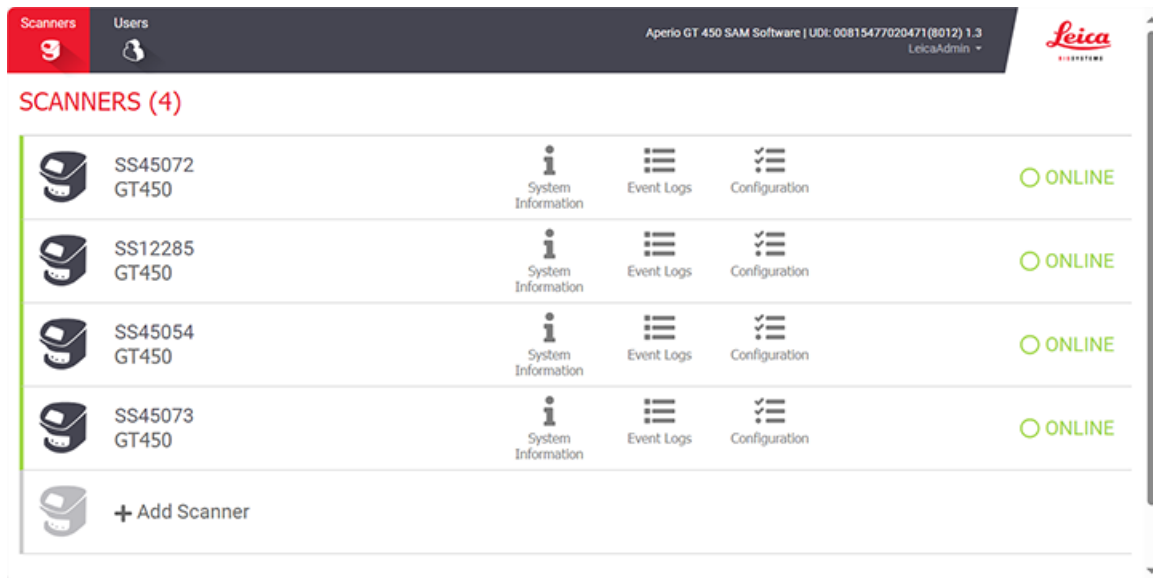 Scanners
Users
Aperio GT 450 SAM Software | UDI: 00815477020471(8012) 1.3
LeicaAdmin
Leica
BIOSYSTEMS
SCANNERS (4)
SS45072
GT450
System
Information
Event Logs
Configuration
ONLINE
SS12285
GT450
System
Information
Event Logs
Configuration
ONLINE
SS45054
GT450
System
Information
Event Logs
Configuration
ONLINE
SS45073
GT450
System
Information
Event Logs
Configuration
ONLINE
+ Add Scanner